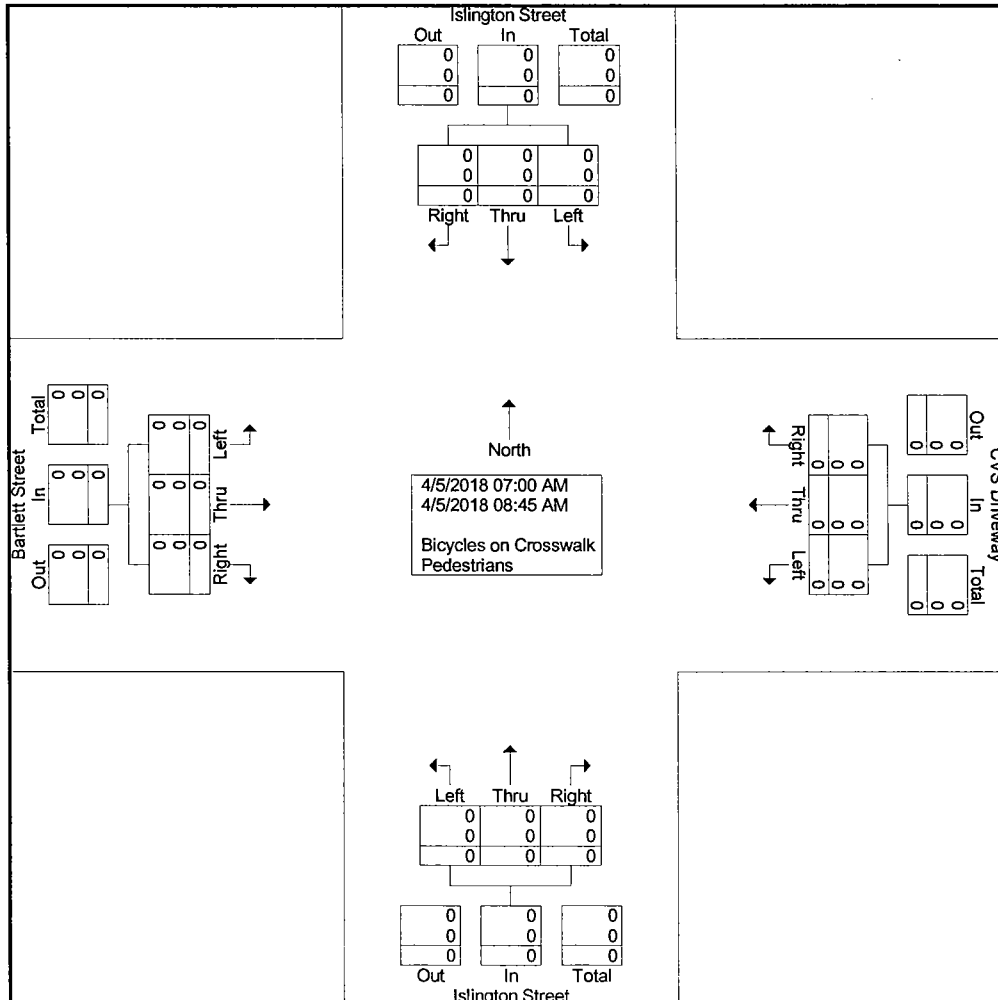 Islington Street
Out In Total
0 0 0
0 0 0
0 0 0
0 0 0
0 0 0
0 0 0
Right Thru Left
Bartlett Street
Total In Out
0 0 0
0 0 0
0 0 0
0 0 0
0 0 0
0 0 0
Left Thru Right
North
4/5/2018 07:00 AM
4/5/2018 08:45 AM
Bicycles on Crosswalk
Pedestrians
Right Thru Left
0 0 0
0 0 0
0 0 0
0 0 0
0 0 0
0 0 0
Out In Total
CVS Driveway
Left Thru Right
0 0 0
0 0 0
0 0 0
0 0 0
0 0 0
0 0 0
Out In Total
Islington Street